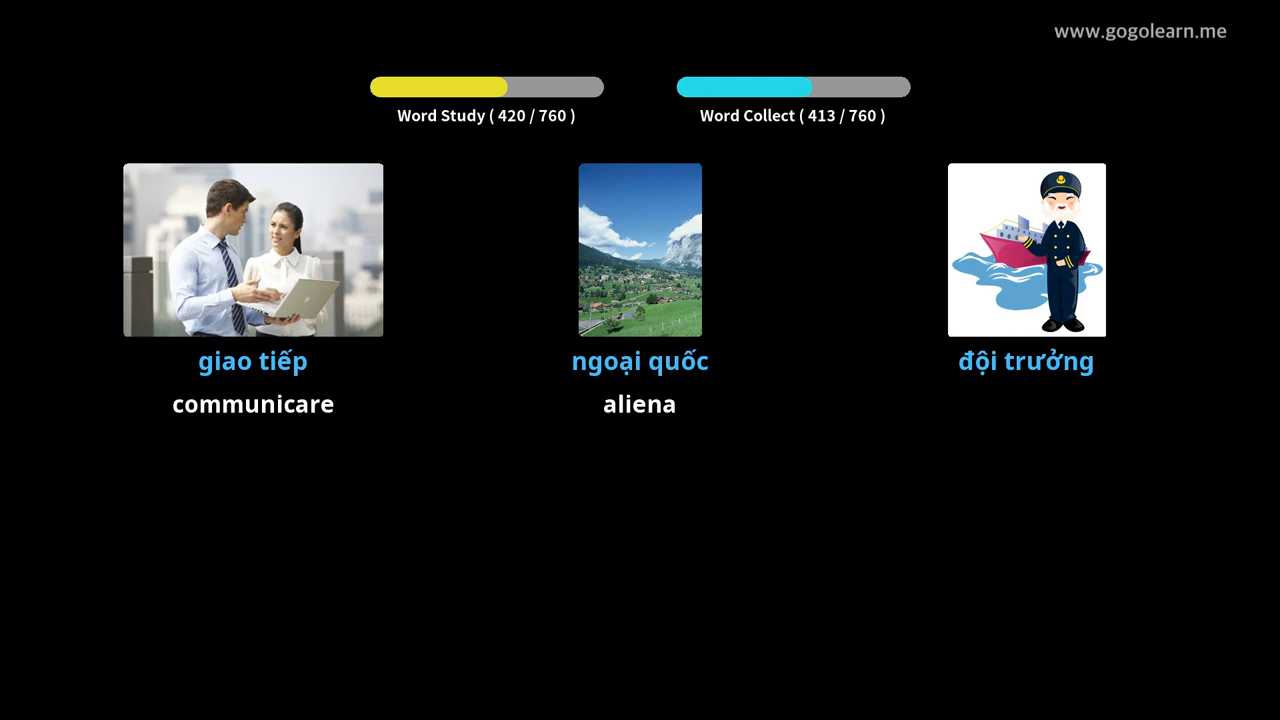 www.gogolearn.me
Word Study ( 420 / 760 )
Word Collect ( 413 / 760 )
giao tiếp
communicare
ngoại quốc
aliena
đội trưởng